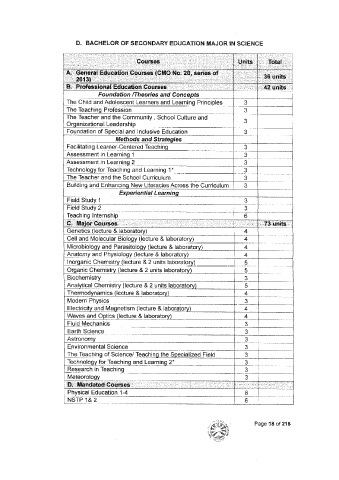 D. BACHELOR OF SECONDARY EDUCATION MAJOR IN SCIENCE
Courses Units Total
A. General Education Courses (CMO No. 20, series of 2013) 36 units
B. Professional Education Courses 42 units
Foundation /Theories and Concepts
The Child and Adolescent Learners and Learning Principles 3
The Teaching Profession 3
The Teacher and the Community , School Culture and
Organizational Leadership 3
Foundation of Special and Inclusive Education 3
Methods and Strategies
Facilitating Learner-Centered Teaching 3
Assessment in Learning 1 3
Assessment in Learning 2 3
Technology for Teaching and Learning 1* 3
The Teacher and the School Curriculum 3
Building and Enhancing New Literacies Across the Curriculum 3
Experiential Learning
Field Study 1 3
Field Study 2 3
Teaching Internship 6
C. Major Courses 73 units
Genetics (lecture & laboratory) 4
Cell and Molecular Biology (lecture & laboratory) 4
Microbiology and Parasitology (lecture & laboratory) 4
Anatomy and Physiology (lecture & laboratory) 4
Inorganic Chemistry (lecture & 2 units laboratory) 5
Organic Chemistry (lecture & 2 units laboratory) 5
Biochemistry 3
Analytical Chemistry (lecture & 2 units laboratory) 5
Thermodynamics (lecture & laboratory) 4
Modern Physics 3
Electricity and Magnetism (lecture & laboratory) 4
Waves and Optics (lecture & laboratory) 4
Fluid Mechanics 3
Earth Science 3
Astronomy 3
Environmental Science 3
The Teaching of Science/ Teaching the Specialized Field 3
Technology for Teaching and Learning 2* 3
Research in Teaching 3
Meteorology 3
D. Mandated Courses
Physical Education 1-4 8
NSTP 1& 2 6
Page 18 of 216